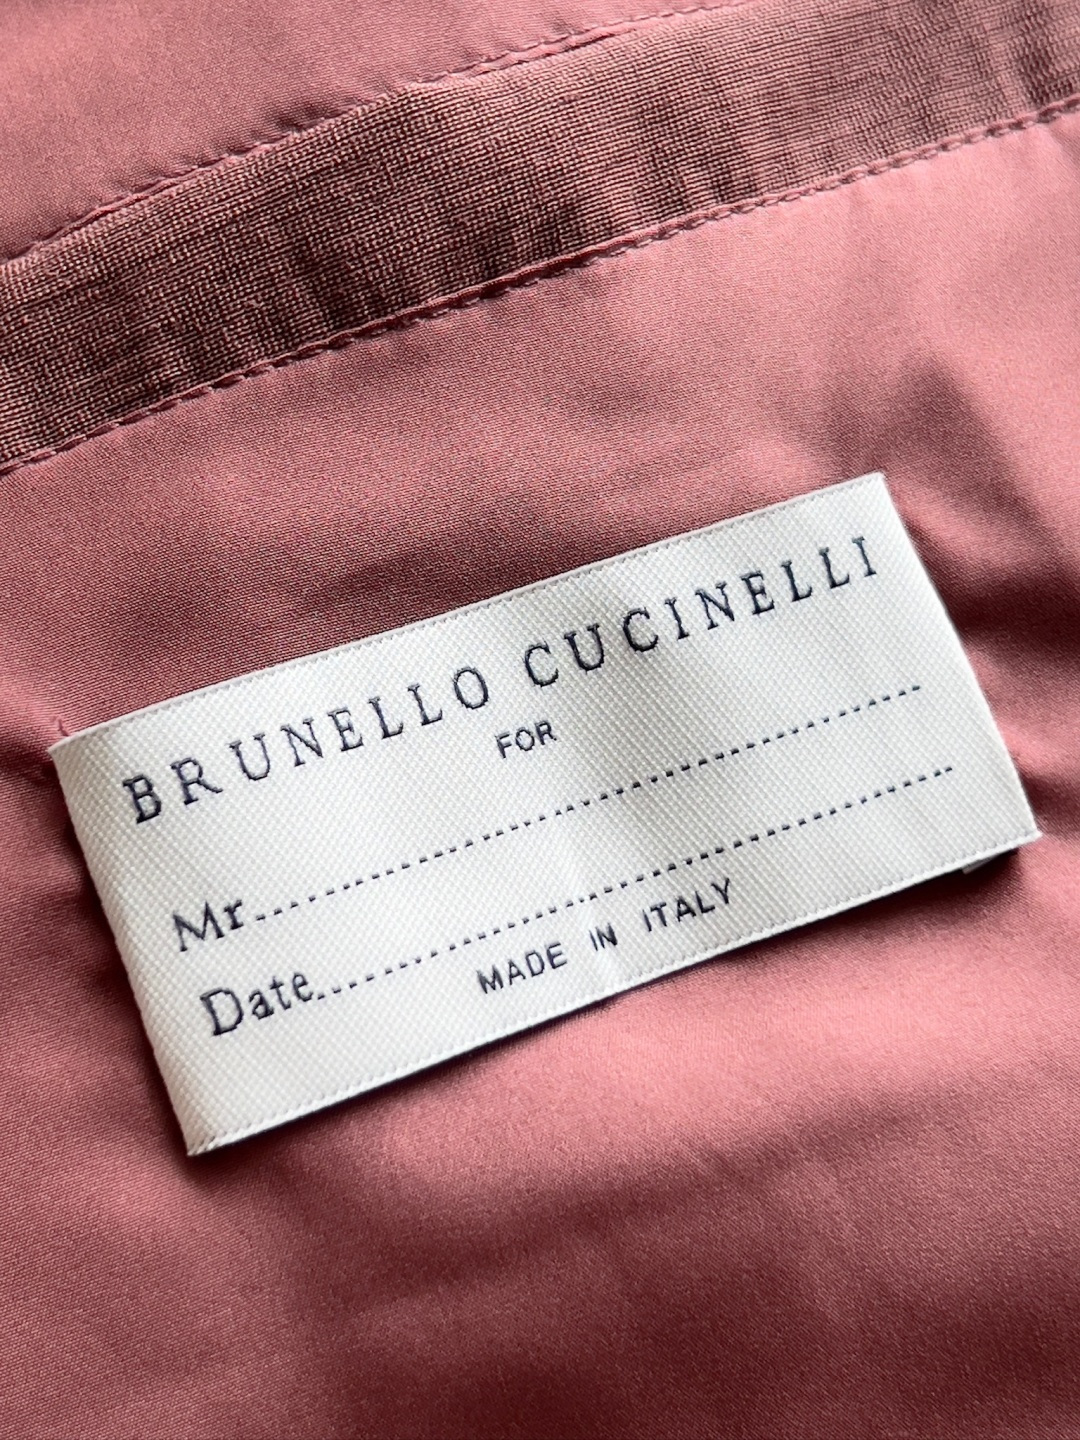 BRUNELLO CUCINELLI
FOR
Mr........................................
Date........................................
MADE IN ITALY